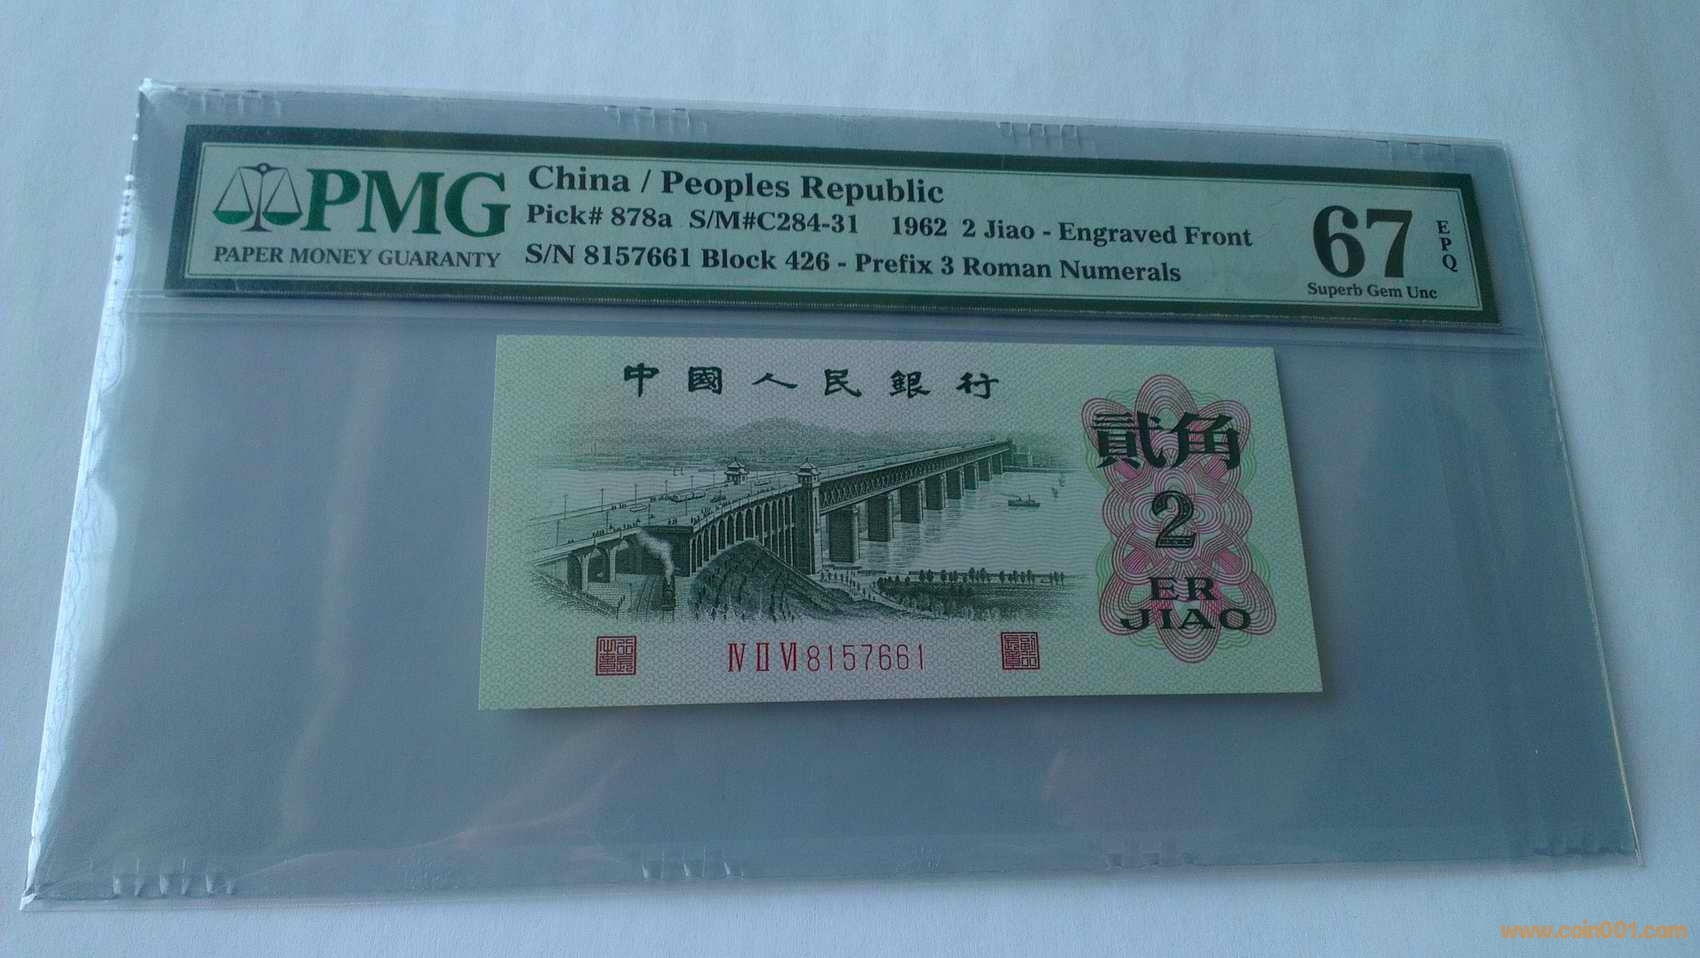 PMG
PAPER MONEY GUARANTY
China / Peoples Republic
Pick# 878a S/M#C284-31 1962 2 Jiao - Engraved Front
S/N 8157661 Block 426 - Prefix 3 Roman Numerals
67
EPQ
Superb Gem Unc
中國人民銀行
貳角
2
ER
JIAO
Ⅳ Ⅱ Ⅵ 8157661
www.coin001.com